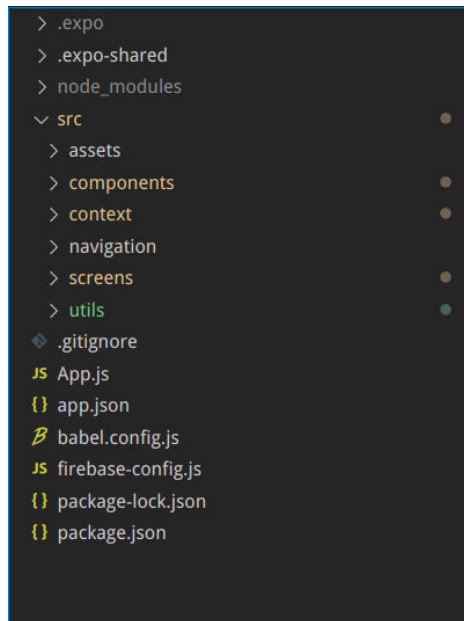 .expo
.expo-shared
node_modules
src
assets
components
context
navigation
screens
utils
.gitignore
JS App.js
{} app.json
B babel.config.js
JS firebase-config.js
{} package-lock.json
{} package.json